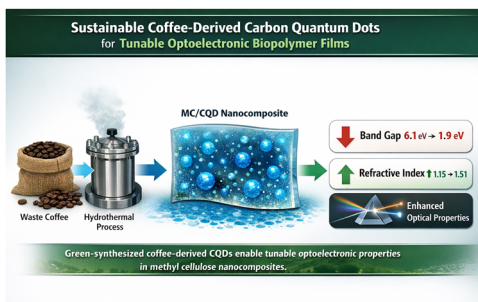 Sustainable Coffee-Derived Carbon Quantum Dots
for Tunable Optoelectronic Biopolymer Films
MC/CQD Nanocomposite
Waste Coffee
Hydrothermal
Process
Band Gap 6.1 eV → 1.9 eV
Refractive Index ↑ 1.15 → 1.51
Enhanced
Optical Properties
Green-synthesized coffee-derived CQDs enable tunable optoelectronic properties
in methyl cellulose nanocomposites.